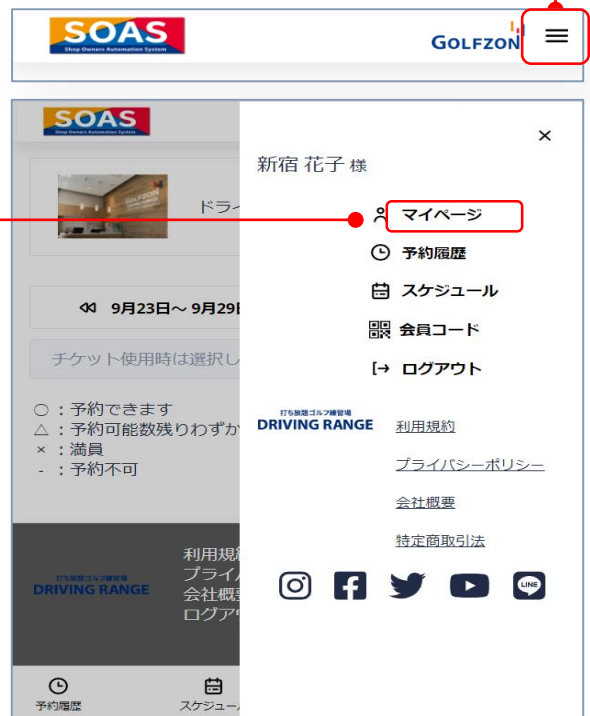 SOAS
Shop Owners Automation System
GOLFZON
SOAS
新宿 花子 様
GOLFZON
ドラ
マイページ
予約履歴
9月23日～ 9月29
スケジュール
会員コード
チケット使用時は選択し
ログアウト
○ ：予約できます
△ ：予約可能数残りわずか
× ：満員
- ：予約不可
打ち放題ゴルフ練習場
DRIVING RANGE
利用規約
プライバシーポリシー
会社概要
特定商取引法
利用規
プライ
会社概
ログア
打ち放題ゴルフ練習場
DRIVING RANGE
LINE
予約履歴
スケジュー